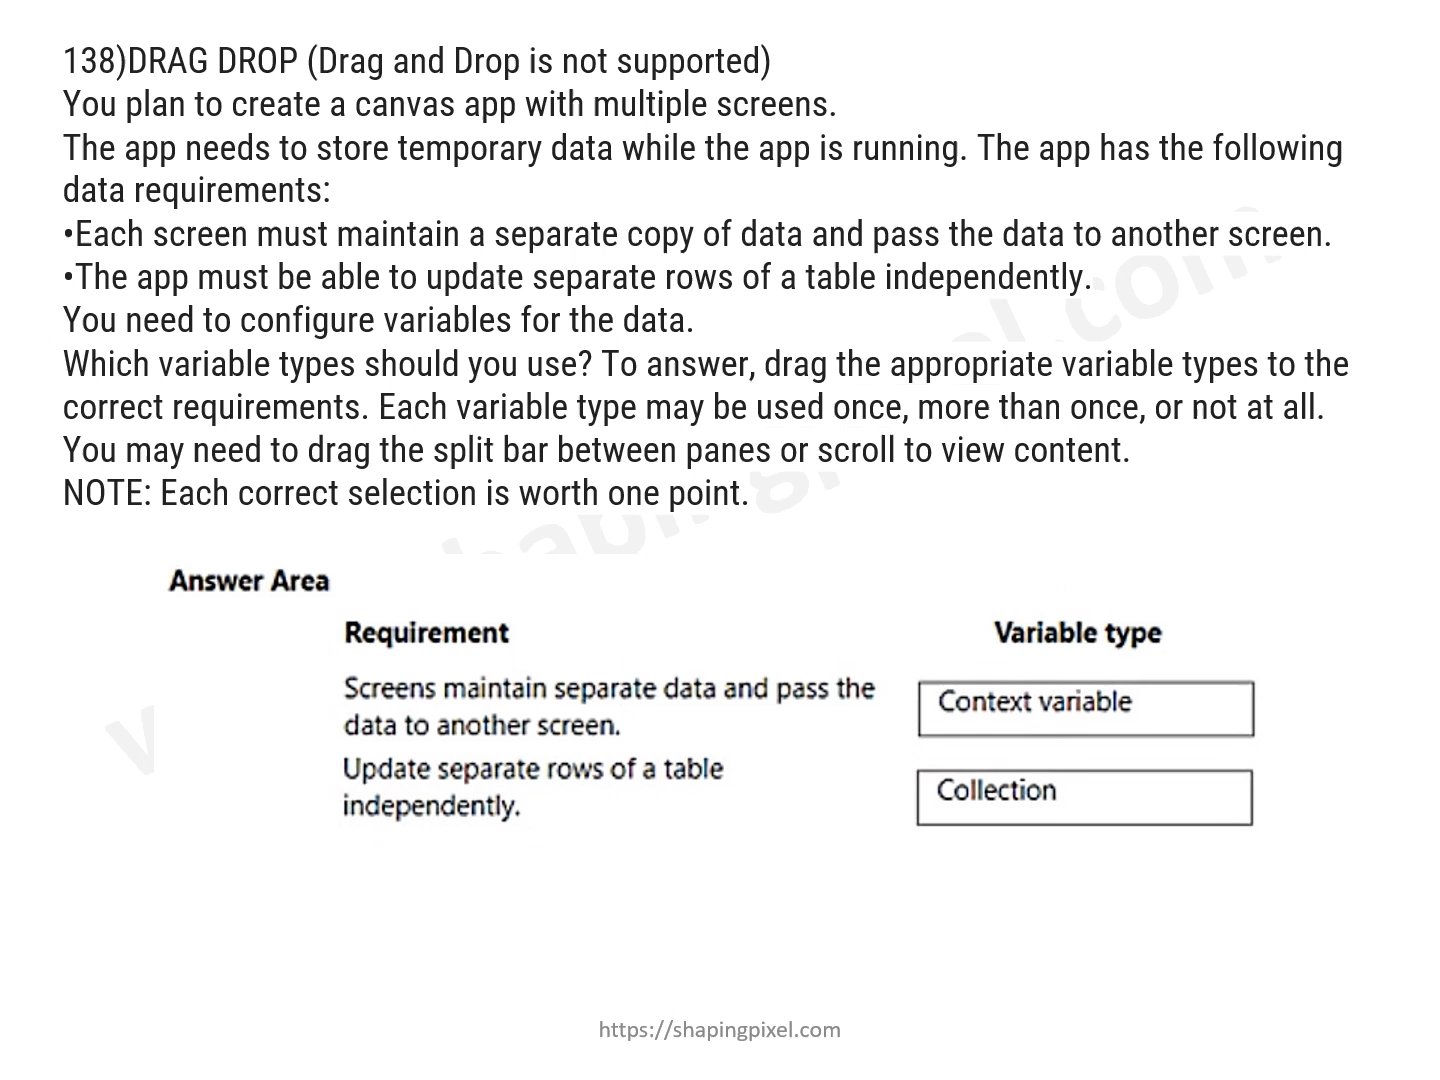 138)DRAG DROP (Drag and Drop is not supported)
You plan to create a canvas app with multiple screens.
The app needs to store temporary data while the app is running. The app has the following
data requirements:
•Each screen must maintain a separate copy of data and pass the data to another screen.
•The app must be able to update separate rows of a table independently.
You need to configure variables for the data.
Which variable types should you use? To answer, drag the appropriate variable types to the
correct requirements. Each variable type may be used once, more than once, or not at all.
You may need to drag the split bar between panes or scroll to view content.
NOTE: Each correct selection is worth one point.
Answer Area
Requirement
Variable type
Screens maintain separate data and pass the
data to another screen.
Context variable
Update separate rows of a table
independently.
Collection
https://shapingpixel.com